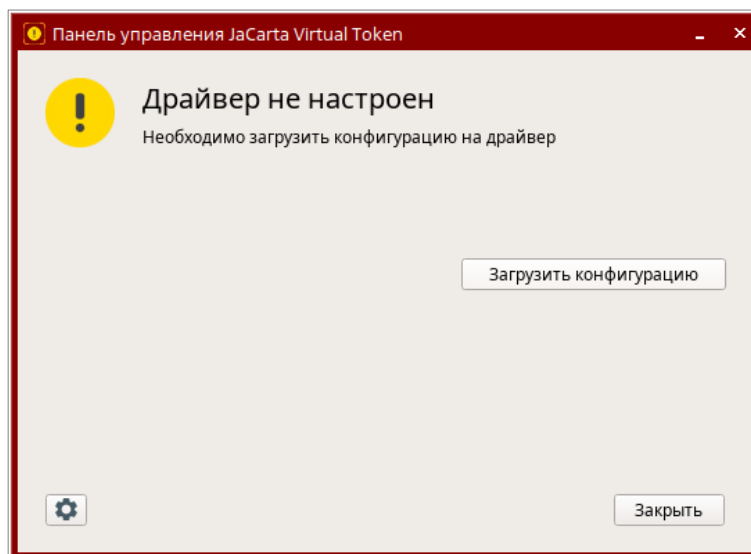 Панель управления JaCarta Virtual Token
Драйвер не настроен
Необходимо загрузить конфигурацию на драйвер
Загрузить конфигурацию
Закрыть